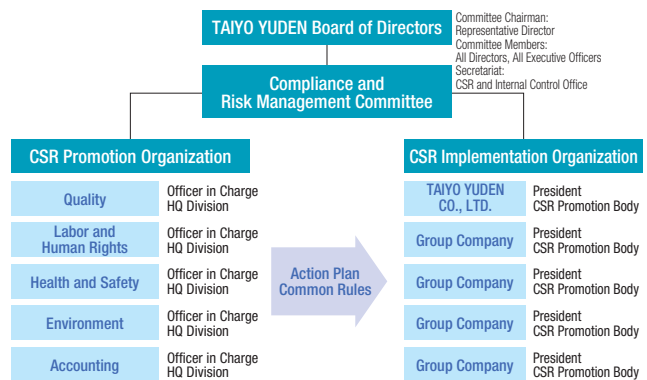 TAIYO YUDEN Board of Directors
Committee Chairman:
Representative Director
Committee Members:
All Directors, All Executive Officers
Secretariat:
CSR and Internal Control Office
Compliance and
Risk Management Committee
CSR Promotion Organization
Quality
Officer in Charge
HQ Division
Labor and
Human Rights
Officer in Charge
HQ Division
Health and Safety
Officer in Charge
HQ Division
Environment
Officer in Charge
HQ Division
Accounting
Officer in Charge
HQ Division
Action Plan
Common Rules
CSR Implementation Organization
TAIYO YUDEN
CO., LTD.
President
CSR Promotion Body
Group Company
President
CSR Promotion Body
Group Company
President
CSR Promotion Body
Group Company
President
CSR Promotion Body
Group Company
President
CSR Promotion Body